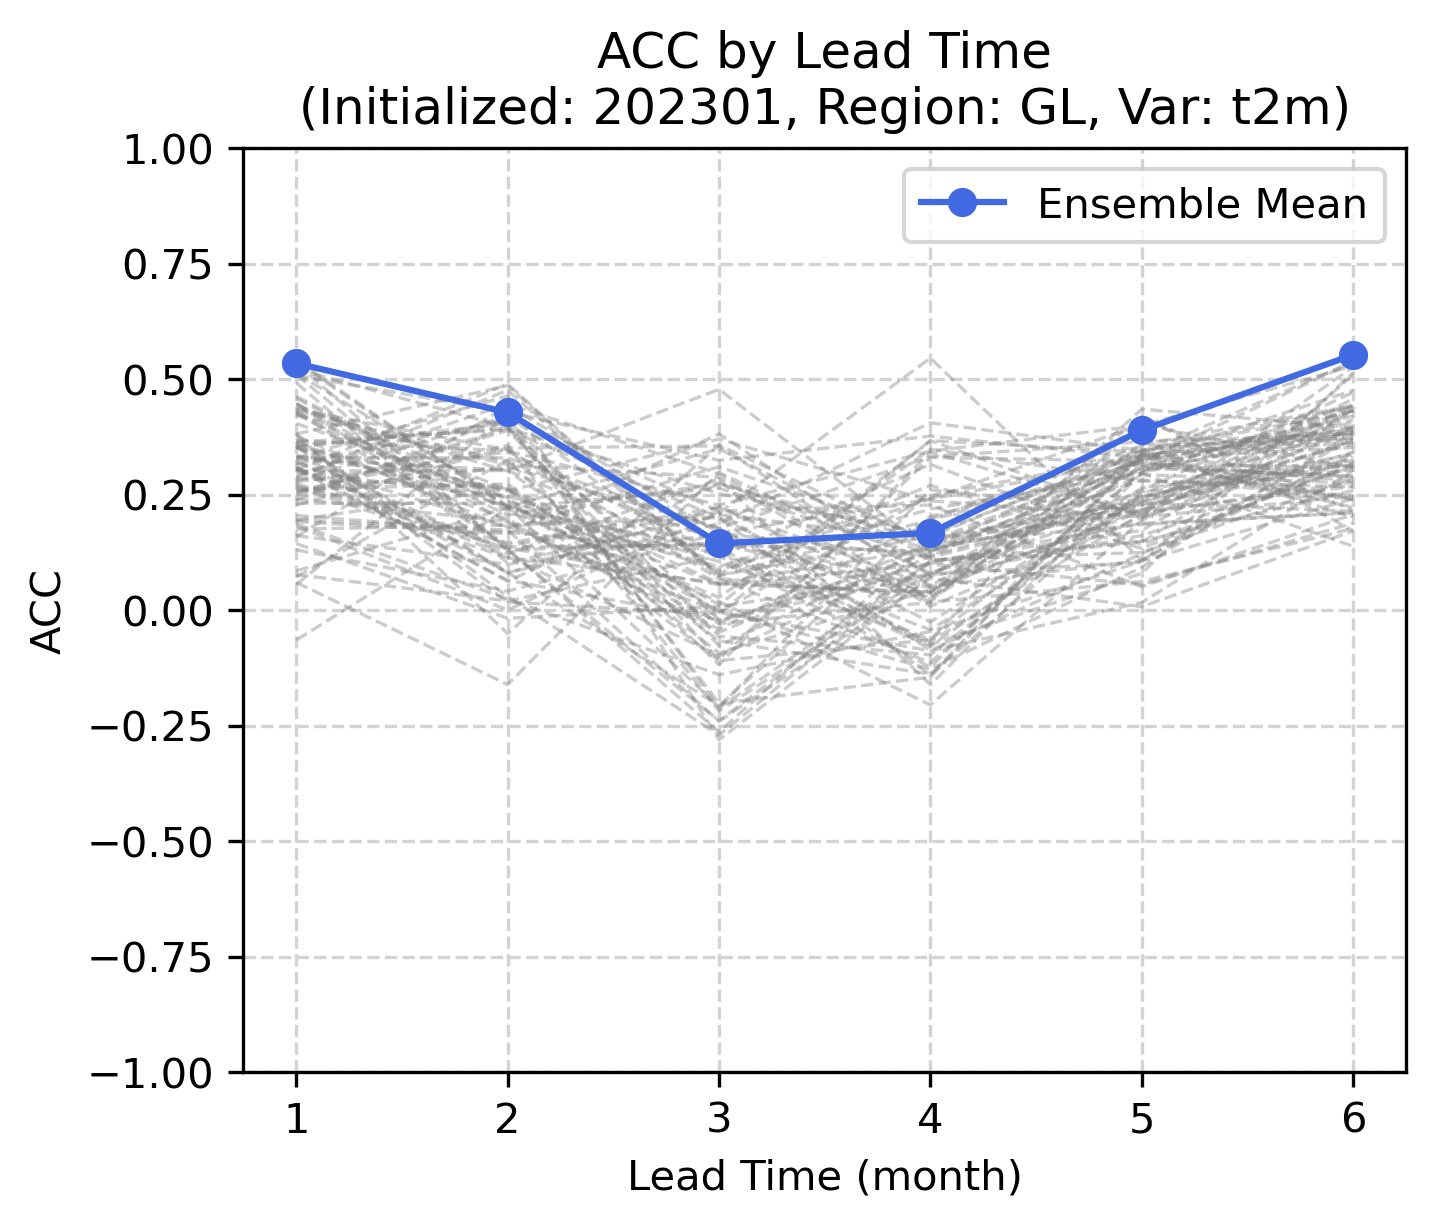 ACC by Lead Time
(Initialized: 202301, Region: GL, Var: t2m)
Ensemble Mean
ACC
1.00
0.75
0.50
0.25
0.00
−0.25
−0.50
−0.75
−1.00
1 2 3 4 5 6
Lead Time (month)